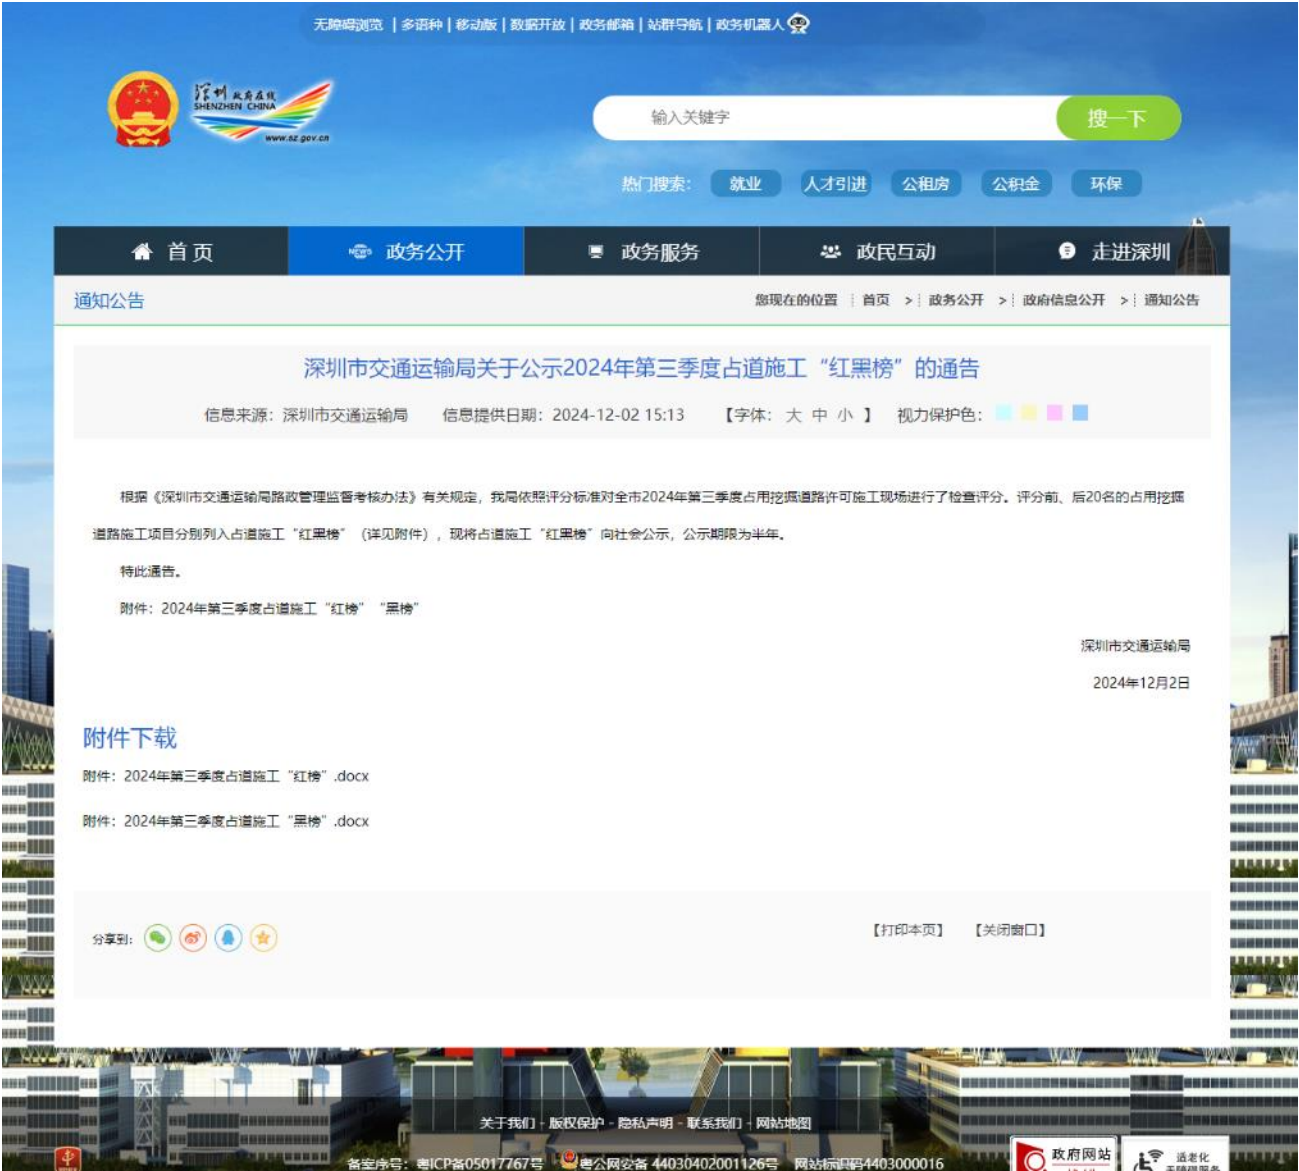 无障碍浏览 | 多语种 | 移动版 | 数据开放 | 政务邮箱 | 站群导航 | 政务机器人
深圳 政府在线
SHENZHEN CHINA
www.sz.gov.cn
输入关键字 搜一下
热门搜索: 就业 人才引进 公租房 公积金 环保
首页 NEWS 政务公开 政务服务 政民互动 走进深圳
通知公告 您现在的位置 首页 > 政务公开 > 政府信息公开 > 通知公告
深圳市交通运输局关于公示2024年第三季度占道施工“红黑榜”的通告
信息来源：深圳市交通运输局 信息提供日期：2024-12-02 15:13 【字体：大 中 小 】 视力保护色：
根据《深圳市交通运输局路政管理监督考核办法》有关规定，我局依照评分标准对全市2024年第三季度占用挖掘道路许可施工现场进行了检查评分。评分前、后20名的占用挖掘
道路施工项目分别列入占道施工“红黑榜”（详见附件），现将占道施工“红黑榜”向社会公示，公示期限为半年。
特此通告。
附件：2024年第三季度占道施工“红榜” “黑榜”
深圳市交通运输局
2024年12月2日
附件下载
附件：2024年第三季度占道施工“红榜”.docx
附件：2024年第三季度占道施工“黑榜”.docx
分享到: 【打印本页】 【关闭窗口】
关于我们 - 版权保护 - 隐私声明 - 联系我们 - 网站地图
备案序号：粤ICP备05017767号 粤公网安备 44030402001126号 网站标识码4403000016
政府网站
适老化